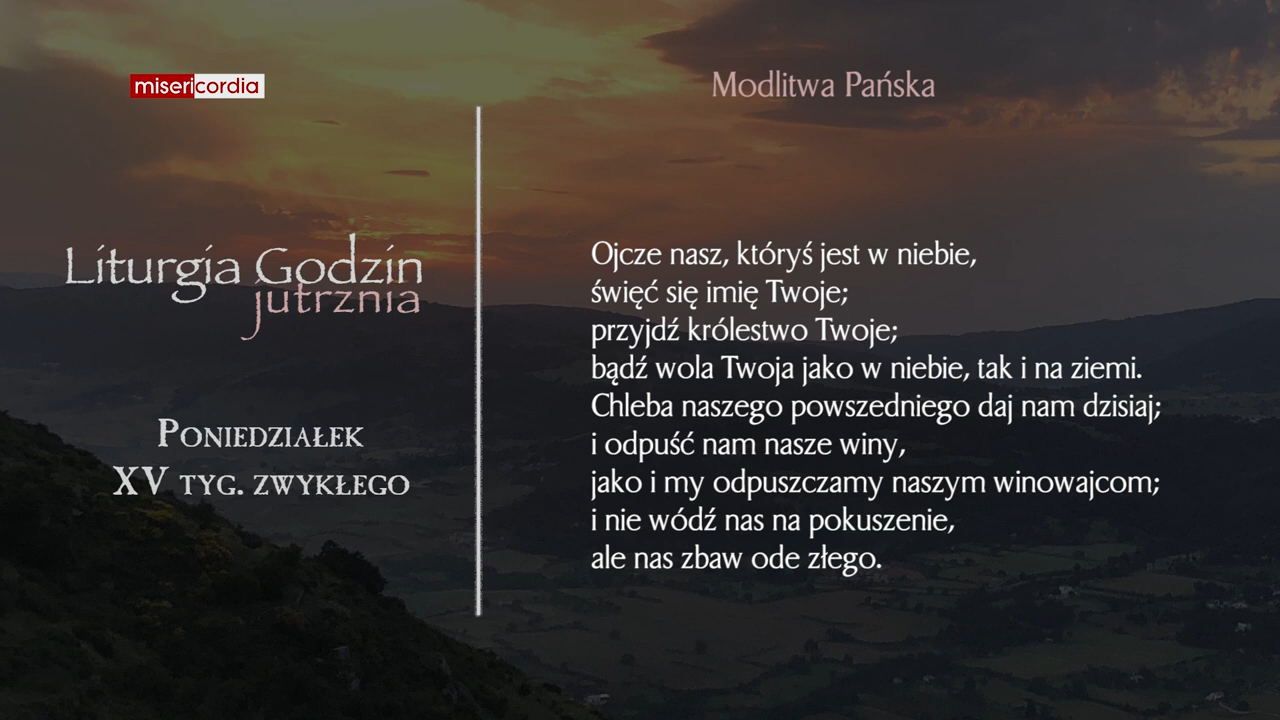 misericordia
Liturgia Godzin
jutrznia
Poniedziałek
XV tyg. zwykłego
Modlitwa Pańska
Ojcze nasz, któryś jest w niebie,
święć się imię Twoje;
przyjdź królestwo Twoje;
bądź wola Twoja jako w niebie, tak i na ziemi.
Chleba naszego powszedniego daj nam dzisiaj;
i odpuść nam nasze winy,
jako i my odpuszczamy naszym winowajcom;
i nie wódź nas na pokuszenie,
ale nas zbaw ode złego.